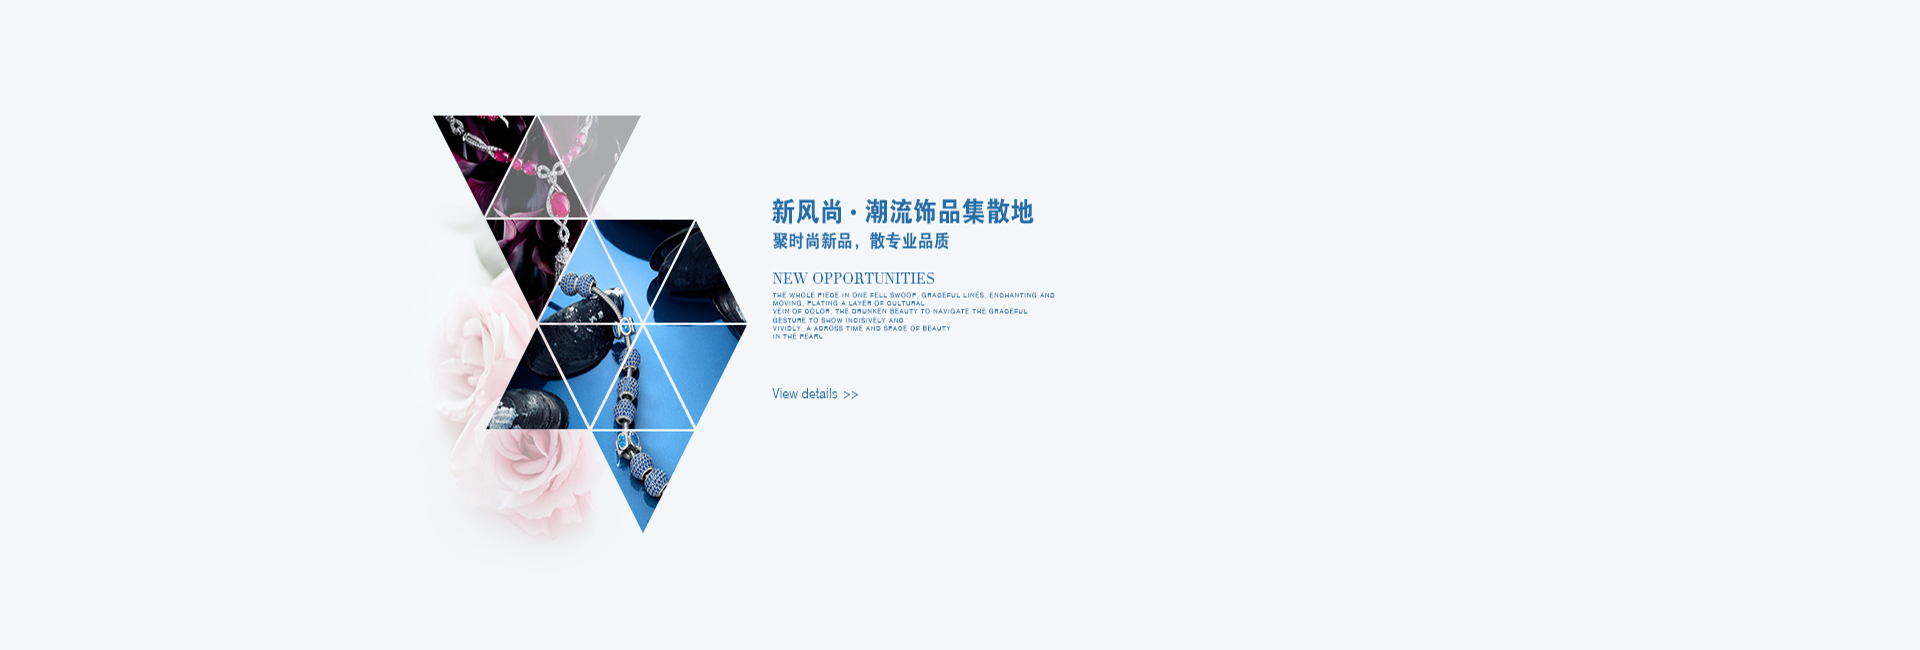 新风尚·潮流饰品集散地
聚时尚新品，散专业品质
NEW OPPORTUNITIES
THE WHOLE PIECE IN ONE FELL SWOOP, GRACEFUL LINES, ENCHANTING AND
MOVING, PLATING A LAYER OF CULTURAL
VEIN OF COLOR, THE DRUNKEN BEAUTY TO NAVIGATE THE GRACEFUL
GESTURE TO SHOW INCISIVELY AND
VIVIDLY, A ACROSS TIME AND SPACE OF BEAUTY
IN THE PEARL
View details >>